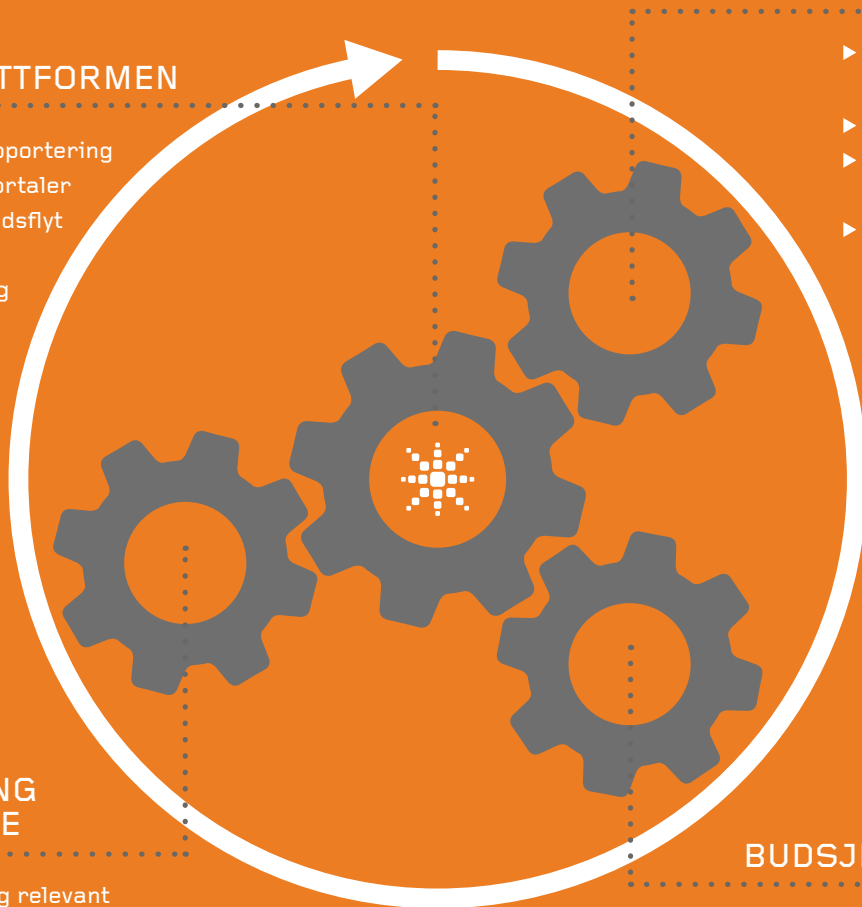 TTFORMEN
pportering
ortaler
dsflyt
g
NG
E
g relevant
BUDSJ